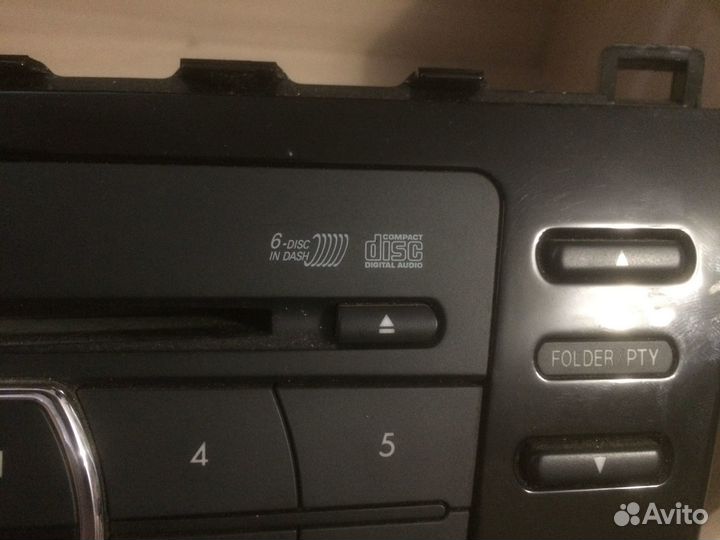 6-DISC
IN DASH
COMPACT
disc
DIGITAL AUDIO
FOLDER PTY
4
5
Avito